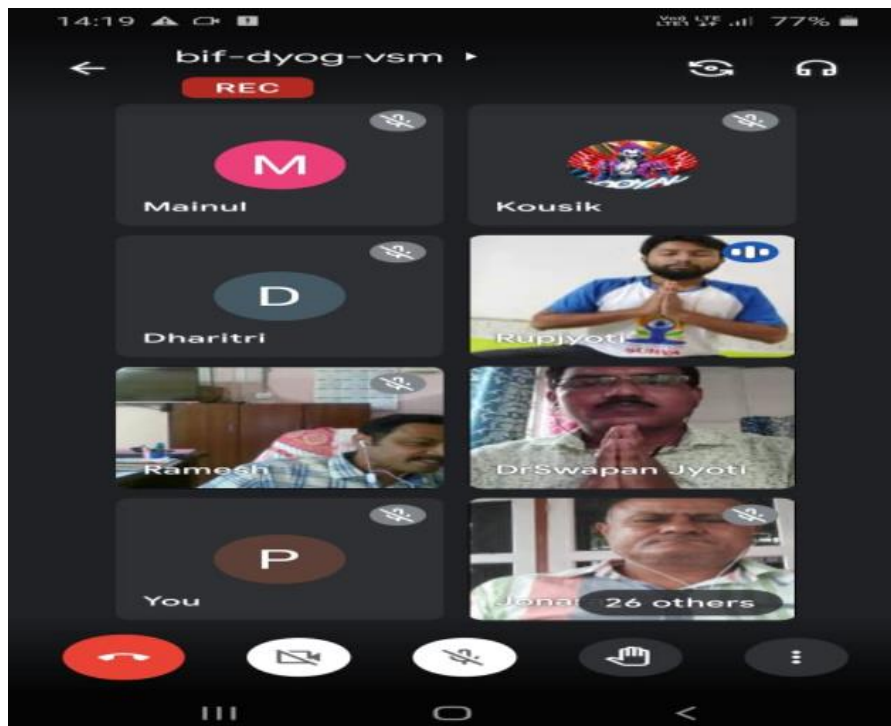 14:19 77%
bif-dyog-vsm
REC
M
Mainul
Kousik
D
Dharitri
Rupjyoti
Ramesh
DrSwapan Jyoti
P
You
26 others